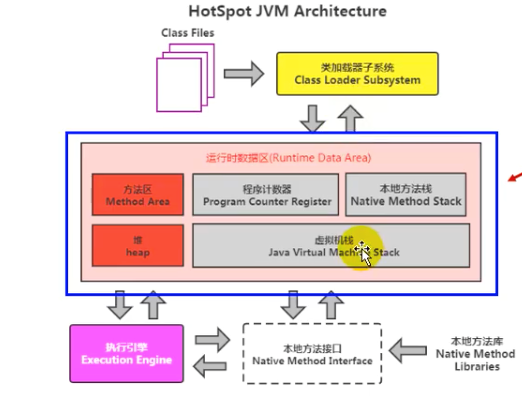 HotSpot JVM Architecture
Class Files
类加载器子系统
Class Loader Subsystem
运行时数据区(Runtime Data Area)
方法区
Method Area
程序计数器
Program Counter Register
本地方法栈
Native Method Stack
堆
heap
虚拟机栈
Java Virtual Machine Stack
执行引擎
Execution Engine
本地方法接口
Native Method Interface
本地方法库
Native Method
Libraries